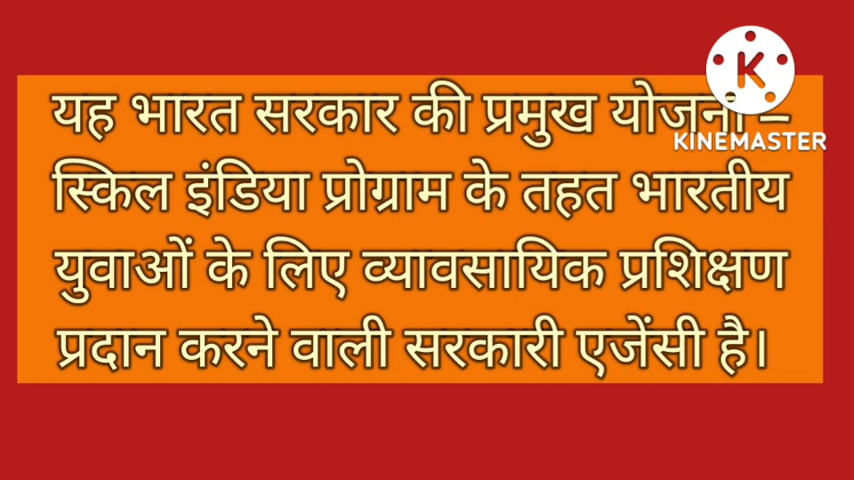 यह भारत सरकार की प्रमुख योजना –
स्किल इंडिया प्रोग्राम के तहत भारतीय
युवाओं के लिए व्यावसायिक प्रशिक्षण
प्रदान करने वाली सरकारी एजेंसी है।
K
KINEMASTER